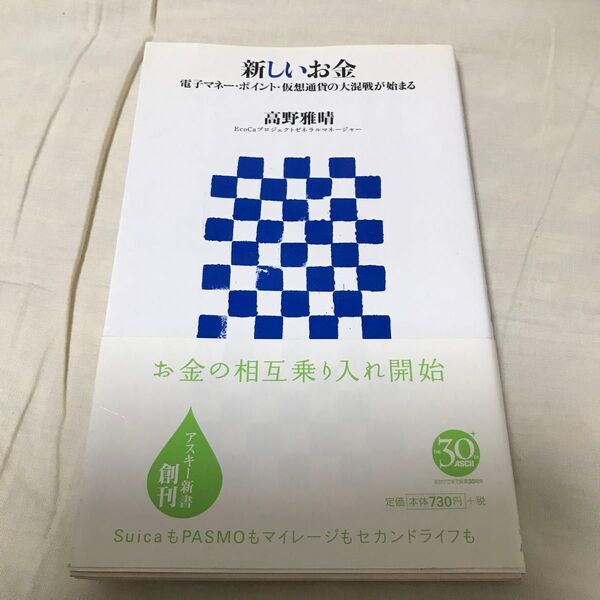 新しいお金
電子マネー・ポイント・仮想通貨の大混戦が始まる
高野雅晴
EcoCaプロジェクトゼネラルマネージャー
お金の相互乗り入れ開始
アスキー新書
創刊
THE
30
th
ASCII
定価 本体730円 +税
SuicaもPASMOもマイレージもセカンドライフも